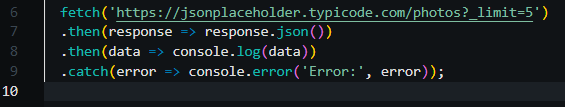 6 fetch('https://jsonplaceholder.typicode.com/photos?_limit=5')
7 .then(response => response.json())
8 .then(data => console.log(data))
9 .catch(error => console.error('Error:', error));
10